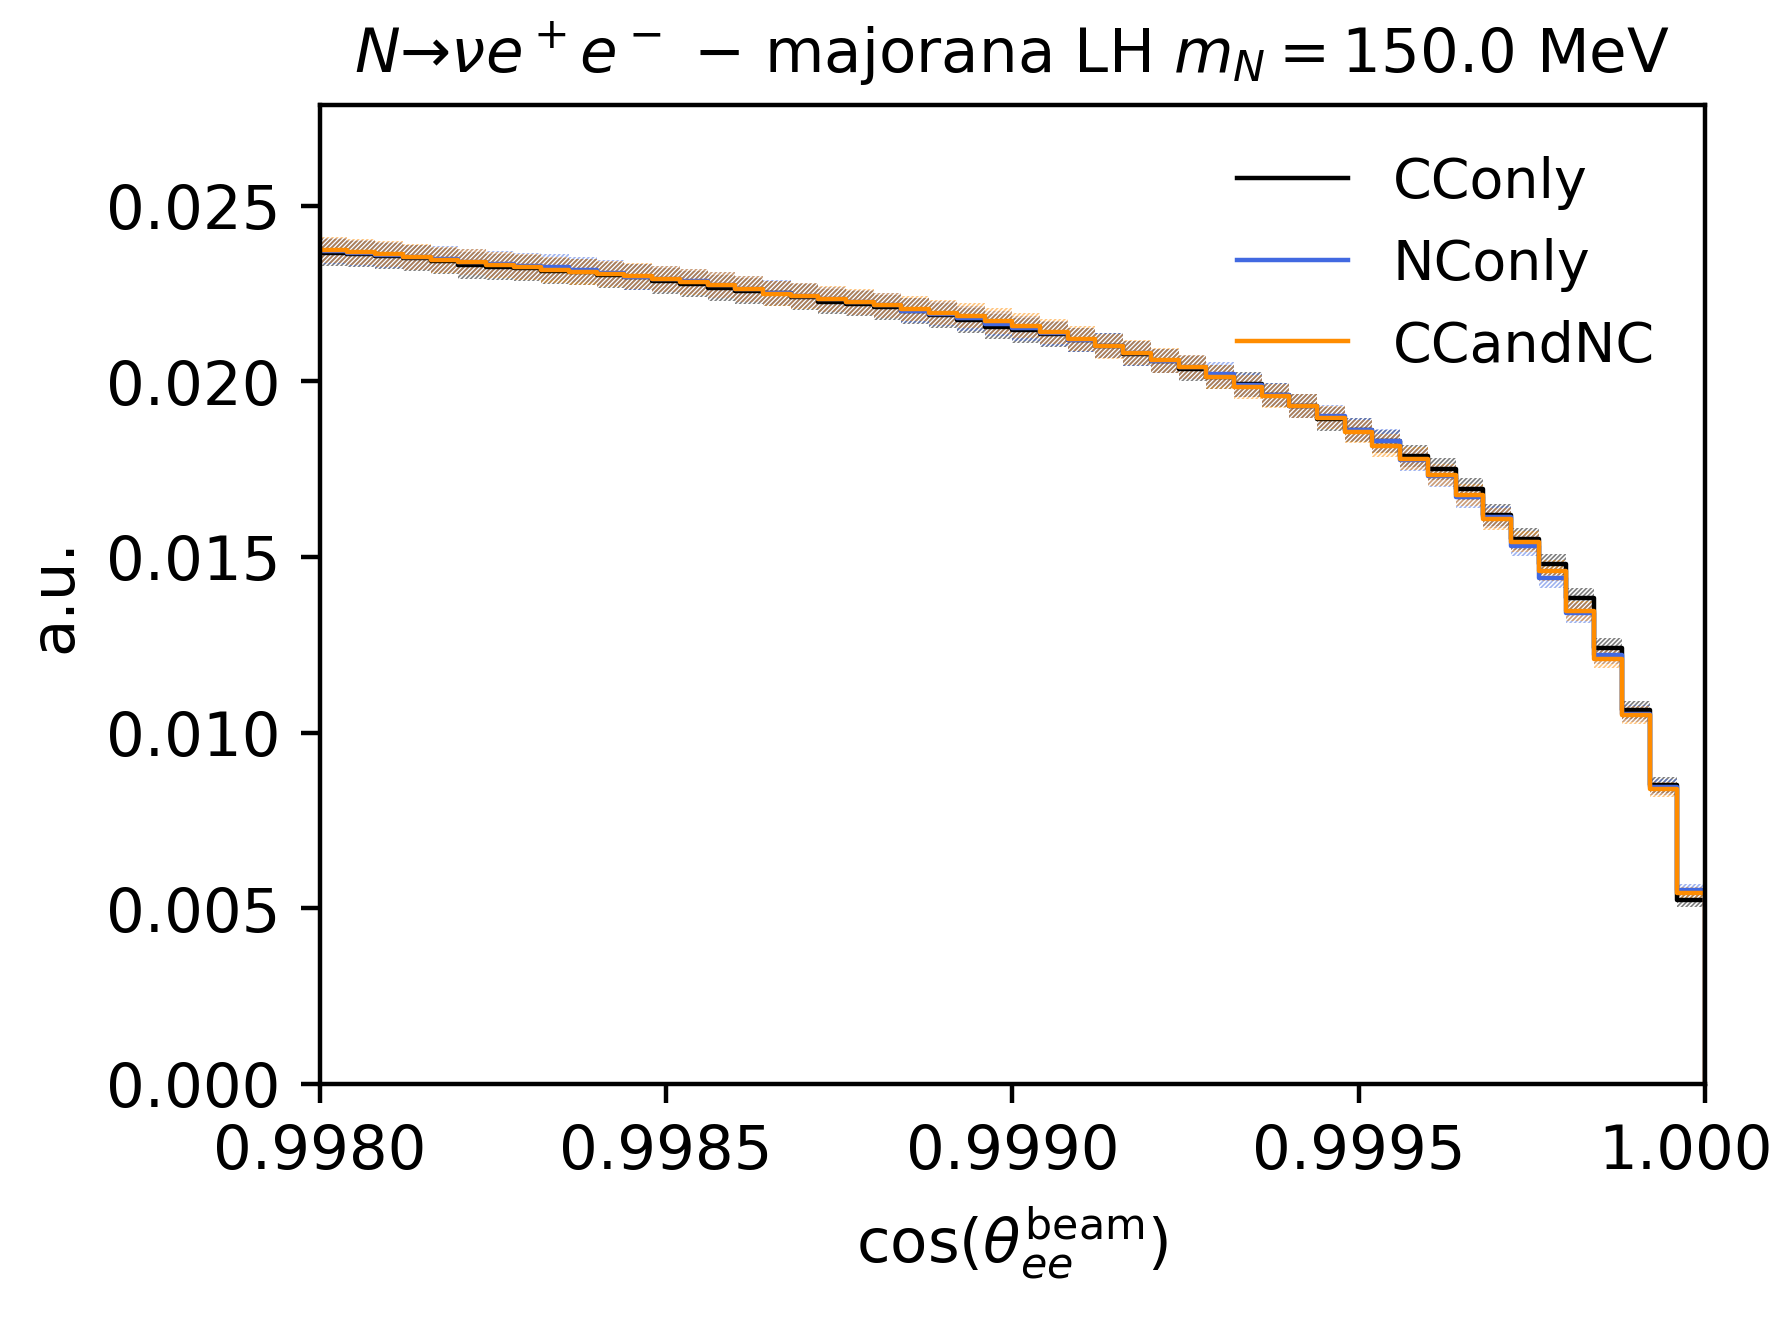 N→νe⁺e⁻ − majorana LH m_N = 150.0 MeV
CConly
NConly
CCandNC
0.025
0.020
0.015
0.010
0.005
0.000
a.u.
0.9980 0.9985 0.9990 0.9995 1.000
cos(θ_ee^beam)